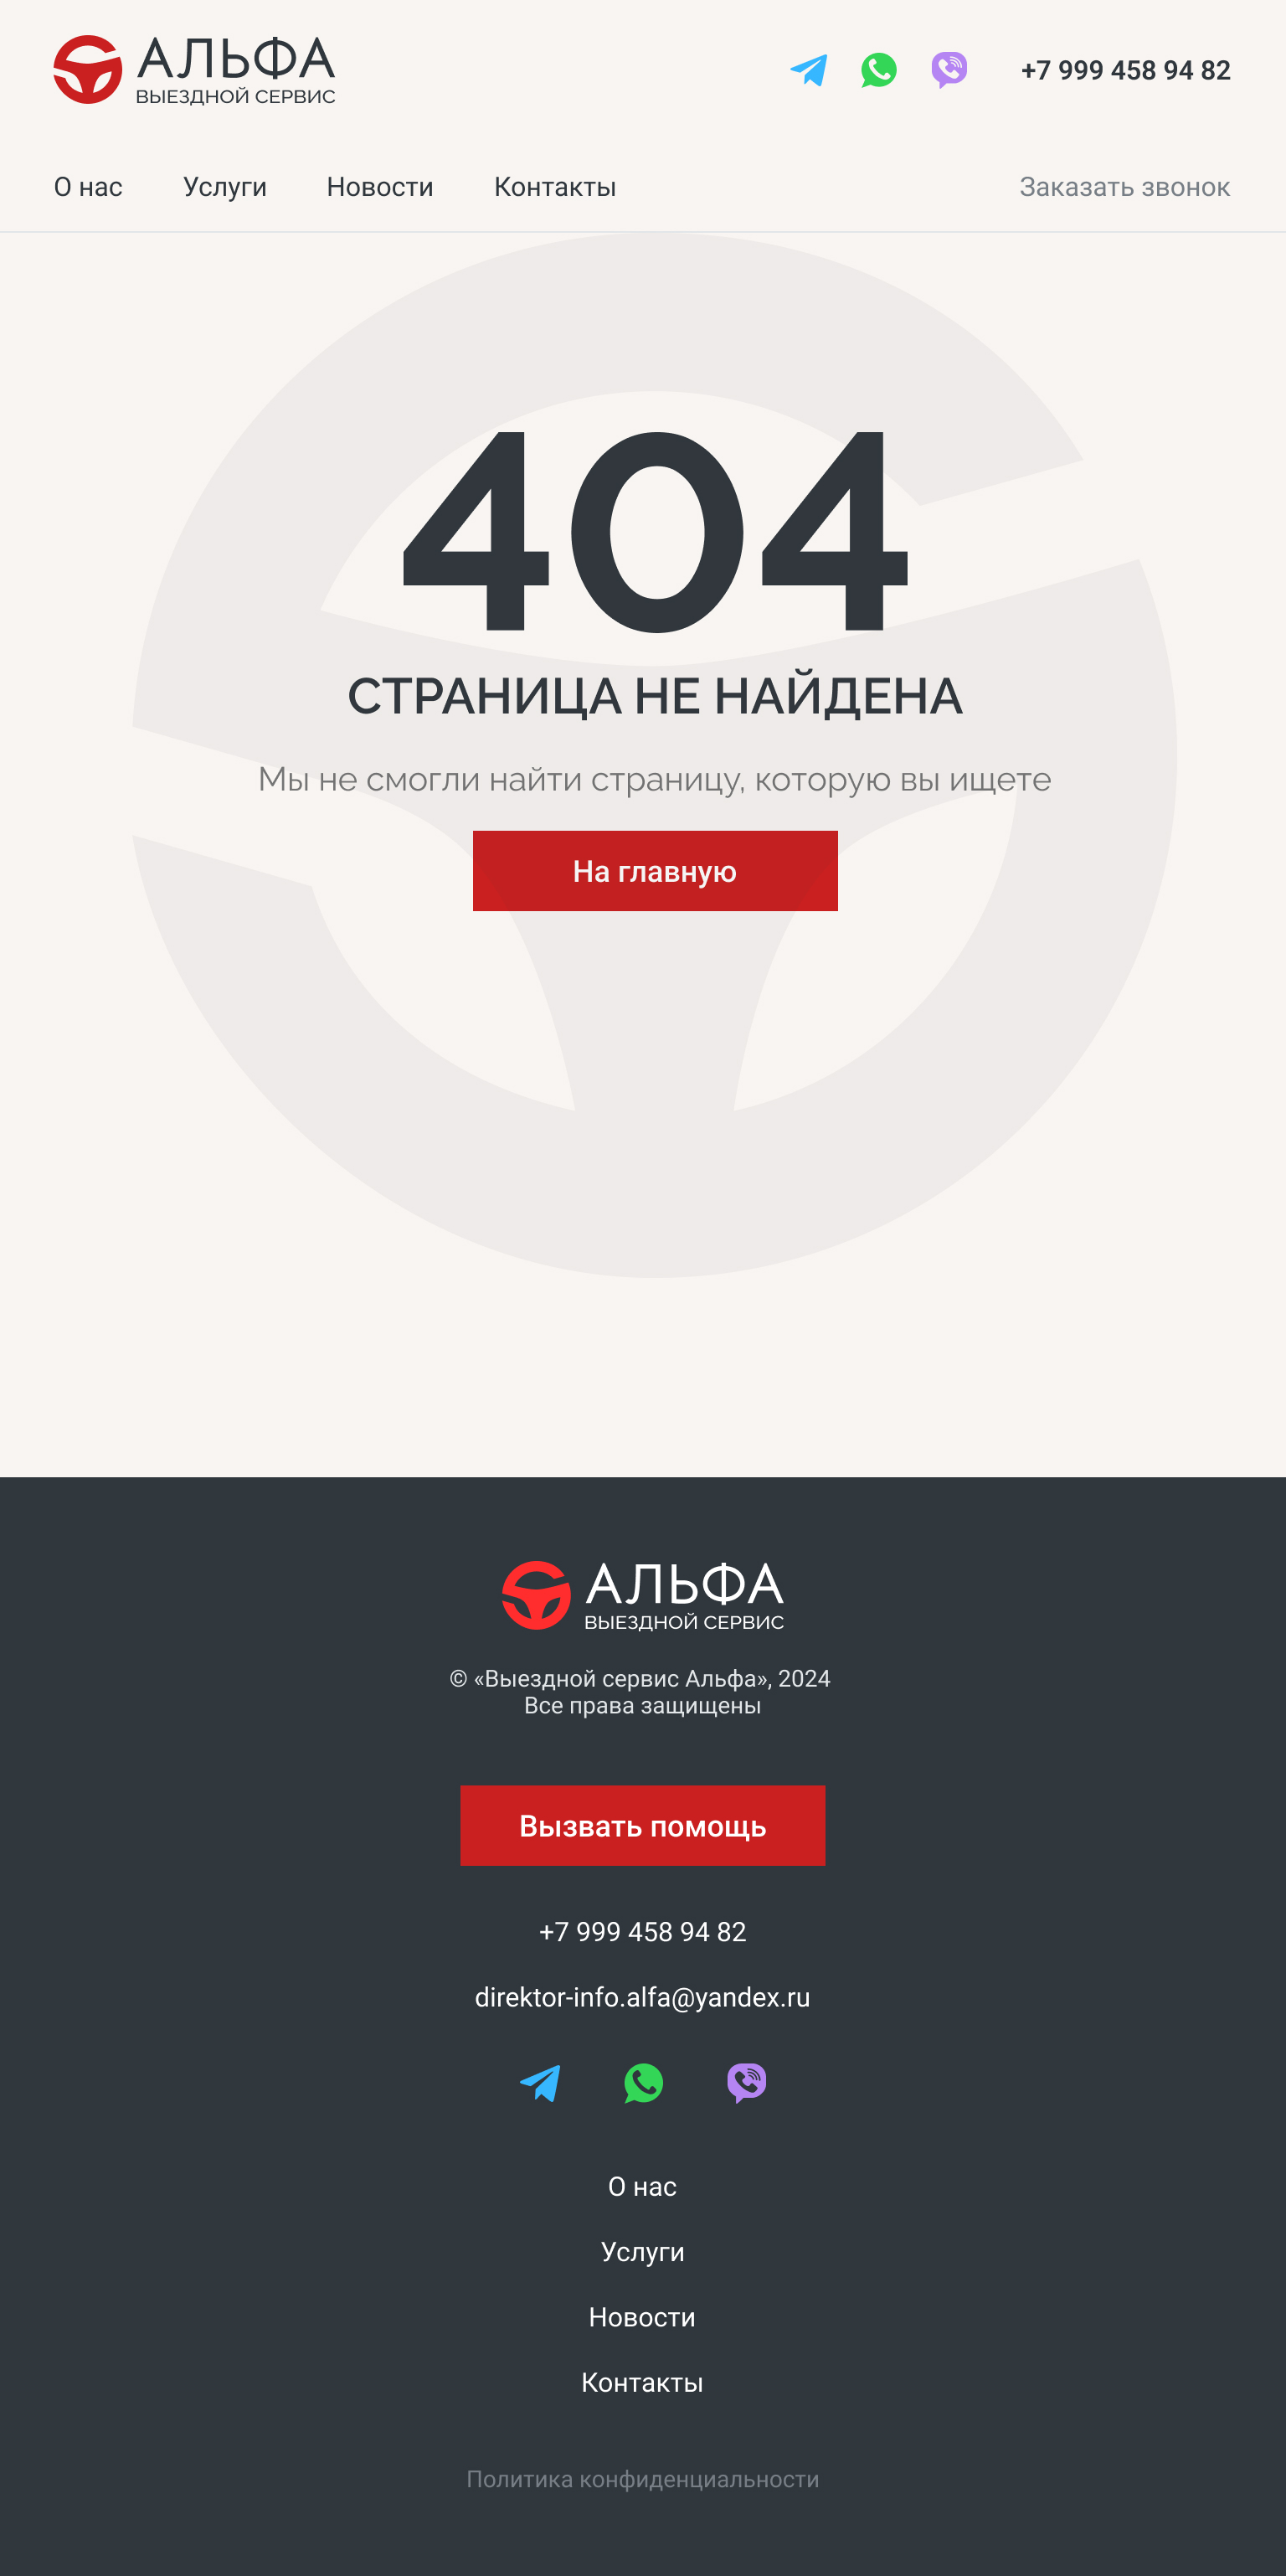 АЛЬФА
ВЫЕЗДНОЙ СЕРВИС
+7 999 458 94 82
О нас
Услуги
Новости
Контакты
Заказать звонок
404
СТРАНИЦА НЕ НАЙДЕНА
Мы не смогли найти страницу, которую вы ищете
На главную
АЛЬФА
ВЫЕЗДНОЙ СЕРВИС
© «Выездной сервис Альфа», 2024
Все права защищены
Вызвать помощь
+7 999 458 94 82
direktor-info.alfa@yandex.ru
О нас
Услуги
Новости
Контакты
Политика конфиденциальности